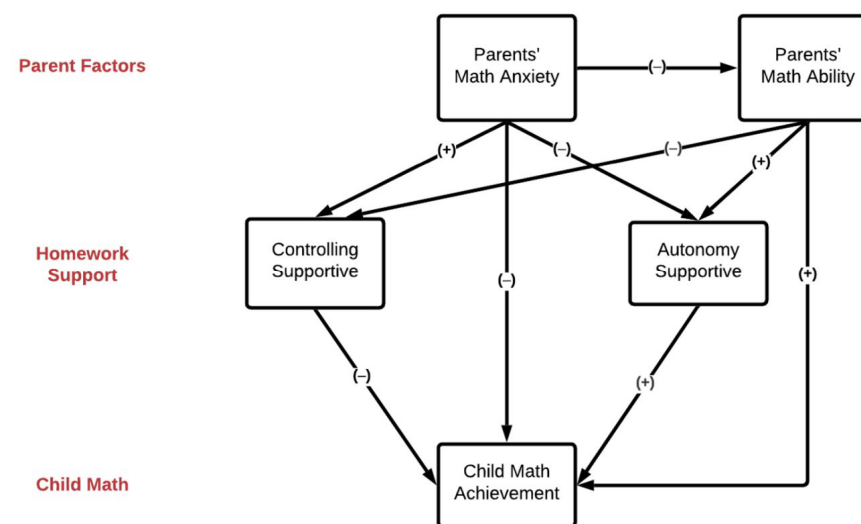 Parent Factors
Parents'
Math Anxiety
(–)
Parents'
Math Ability
(+)
(–)
(–)
(+)
Homework
Support
Controlling
Supportive
(–)
Autonomy
Supportive
(+)
(–)
(+)
Child Math
Child Math
Achievement